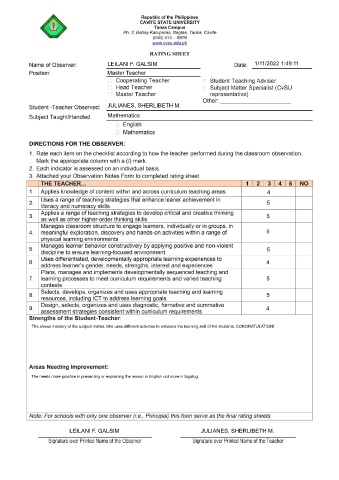 Republic of the Philippines
CAVITE STATE UNIVERSITY
Tanza Campus
Ph. 2, Bahay Katuparan, Bagtas, Tanza, Cavite
(046) 414 - 3979
www.cvsu.edu.ph
RATING SHEET
Name of Observer: LEILANI F. GALSIM Date: 1/11/2022 1:49:11
Position: Master Teacher
Cooperating Teacher Student Teaching Adviser
Head Teacher Subject Matter Specialist (CvSU
Master Teacher representative)
Other:
Student -Teacher Observed: JULIANES, SHERLIBETH M.
Subject Taught/Handled Mathematics
English
Mathematics
DIRECTIONS FOR THE OBSERVER:
1. Rate each item on the checklist according to how the teacher performed during the classroom observation.
Mark the appropriate column with a (/) mark.
2. Each indicator is assessed on an individual basis.
3. Attached your Observation Notes Form to completed rating sheet
THE TEACHER… 1 2 3 4 5 NO
1. Applies knowledge of content within and across curriculum teaching areas 4
2. Uses a range of teaching strategies that enhance learner achievement in literacy and numeracy skills 5
3. Applies a range of teaching strategies to develop critical and creative thinking as well as other higher-order thinking skills 5
4. Manages classroom structure to engage learners, individually or in groups, in meaningful exploration, discovery and hands-on activities within a range of physical learning environments 5
5. Manages learner behavior constructively by applying positive and non-violent discipline to ensure learning-focused environment 5
6. Uses differentiated, developmentally appropriate learning experiences to address learner's gender, needs, strengths, interest and experiences 4
7. Plans, manages and implements developmentally sequenced teaching and learning processes to meet curriculum requirements and varied teaching contexts 5
8. Selects, develops, organizes and uses appropriate teaching and learning resources, including ICT to address learning goals 5
9. Design, selects, organizes and uses diagnostic, formative and summative assessment strategies consistent within curriculum requirements 4
Strengths of the Student-Teacher
She shows mastery of the subject matter. She uses different activities to enhance the learning skill of the students. CONGRATULATION!
Areas Needing Improvement:
She needs more practice in presenting or explaining the lesson in English not more in tagalog.
Note: For schools with only one observer (i.e., Principal) this form serve as the final rating sheets
LEILANI F. GALSIM JULIANES, SHERLIBETH M.
Signature over Printed Name of the Observer Signature over Printed Name of the Teacher